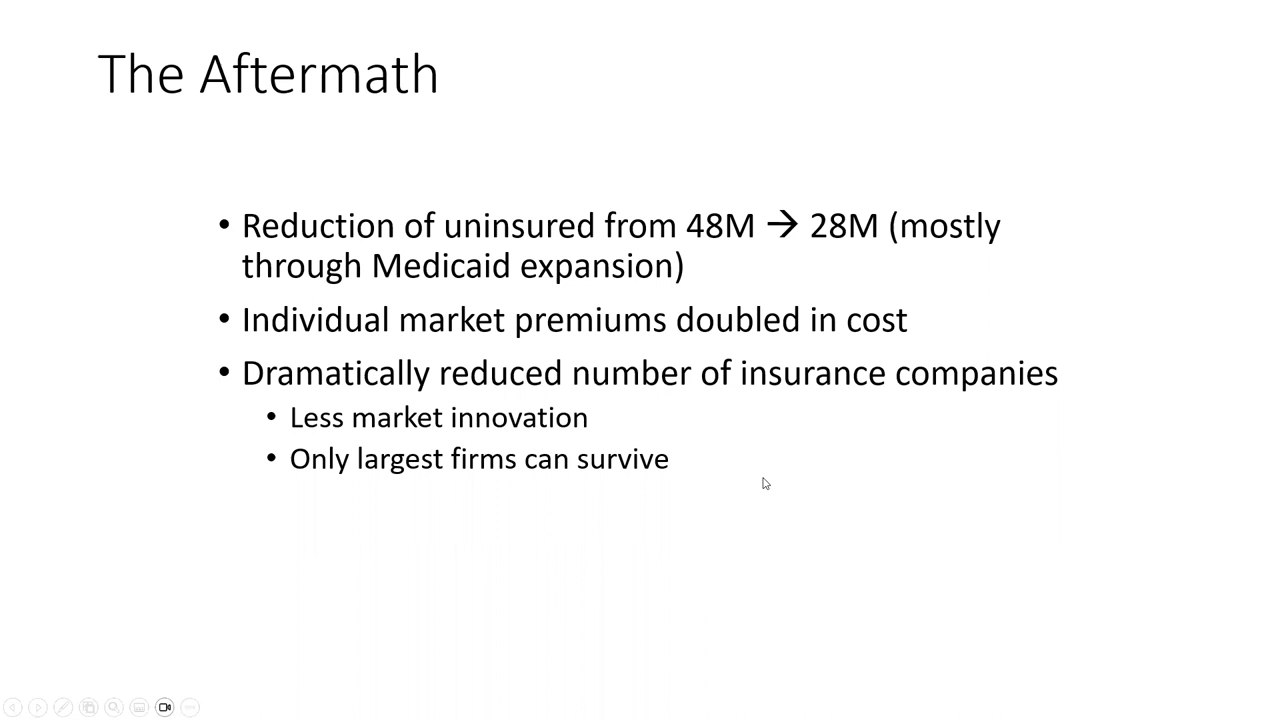 The Aftermath
• Reduction of uninsured from 48M → 28M (mostly
through Medicaid expansion)
• Individual market premiums doubled in cost
• Dramatically reduced number of insurance companies
• Less market innovation
• Only largest firms can survive